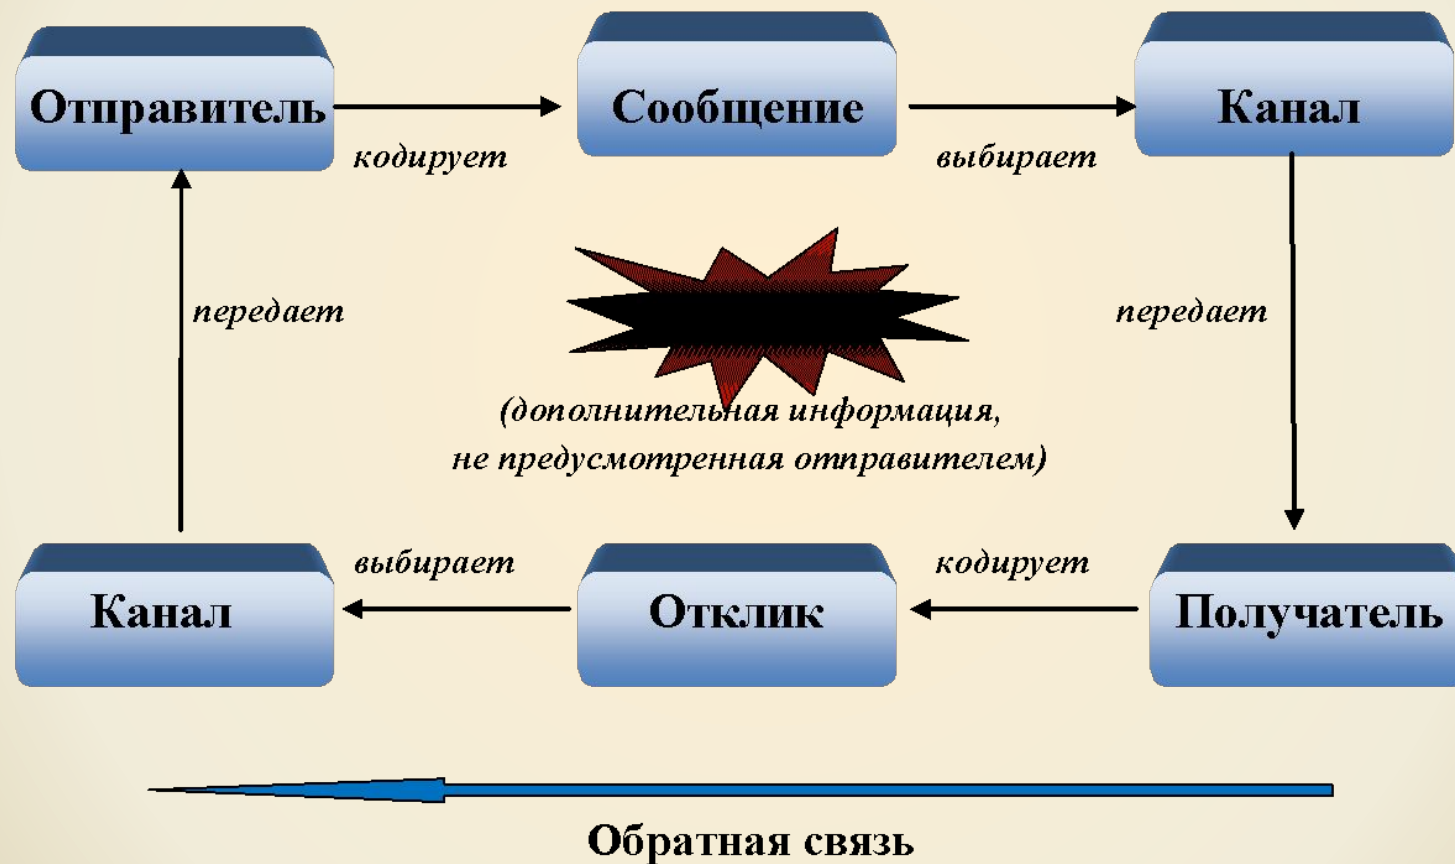 Отправитель
Сообщение
Канал
кодирует
выбирает
передает
передает
(дополнительная информация,
не предусмотренная отправителем)
выбирает
кодирует
Канал
Отклик
Получатель
Обратная связь